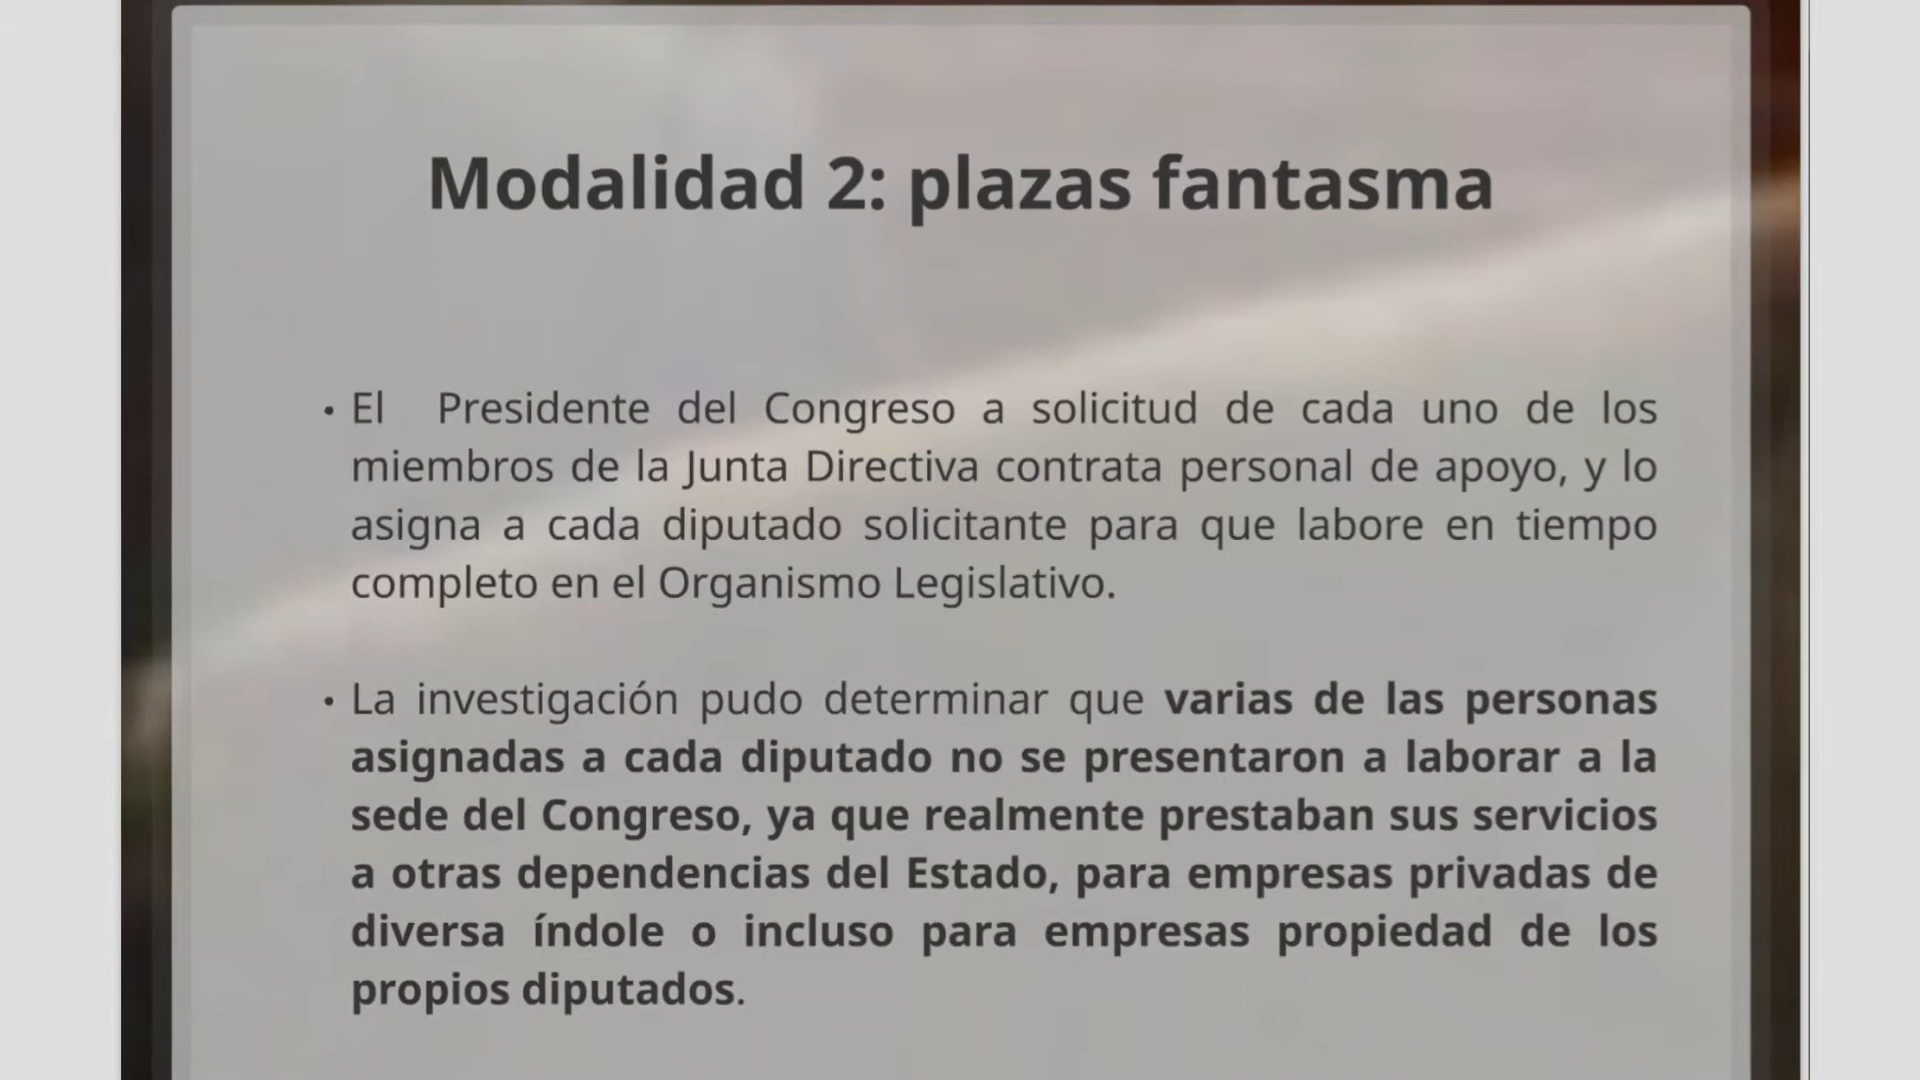 Modalidad 2: plazas fantasma
• El Presidente del Congreso a solicitud de cada uno de los
miembros de la Junta Directiva contrata personal de apoyo, y lo
asigna a cada diputado solicitante para que labore en tiempo
completo en el Organismo Legislativo.
• La investigación pudo determinar que varias de las personas
asignadas a cada diputado no se presentaron a laborar a la
sede del Congreso, ya que realmente prestaban sus servicios
a otras dependencias del Estado, para empresas privadas de
diversa índole o incluso para empresas propiedad de los
propios diputados.